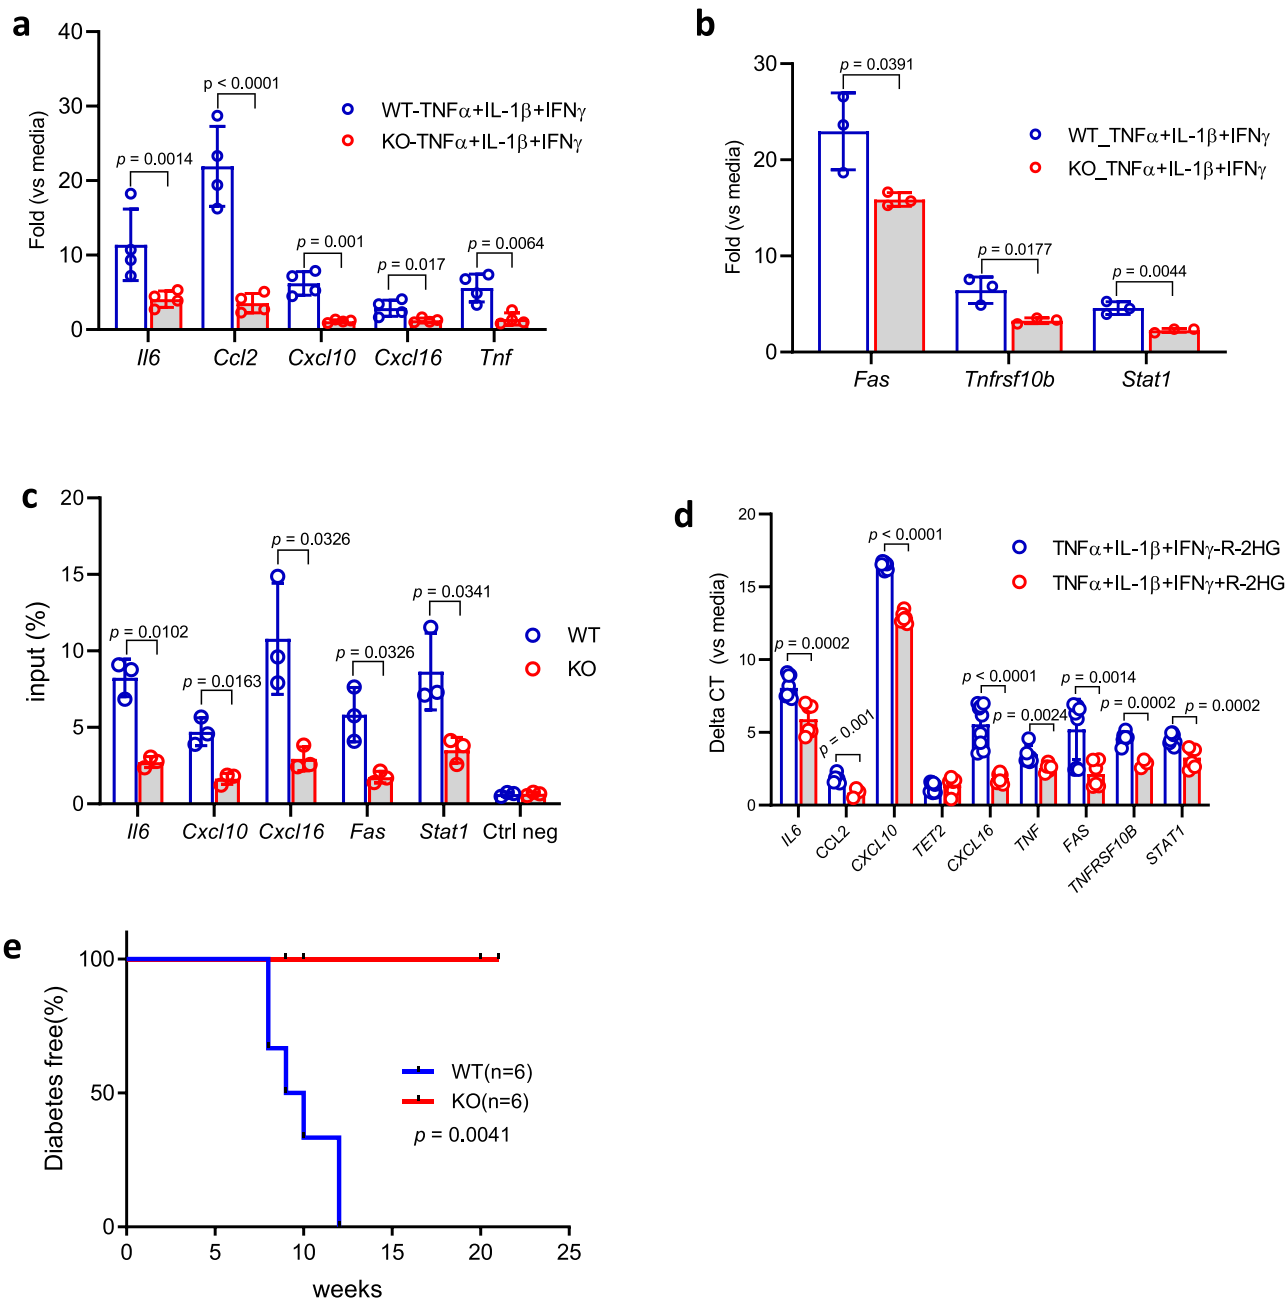 a
40
30
20
10
0
Fold (vs media)
p = 0.0014
p < 0.0001
p = 0.001
p = 0.017
p = 0.0064
WT-TNFα+IL-1β+IFNγ
KO-TNFα+IL-1β+IFNγ
Il6 Ccl2 Cxcl10 Cxcl16 Tnf
b
30
20
10
0
Fold (vs media)
p = 0.0391
p = 0.0177
p = 0.0044
WT_TNFα+IL-1β+IFNγ
KO_TNFα+IL-1β+IFNγ
Fas Tnfrsf10b Stat1
c
20
15
10
5
0
input (%)
p = 0.0102
p = 0.0163
p = 0.0326
p = 0.0326
p = 0.0341
WT
KO
Il6 Cxcl10 Cxcl16 Fas Stat1 Ctrl neg
d
20
15
10
5
0
Delta CT (vs media)
p = 0.0002
p = 0.001
p < 0.0001
p < 0.0001
p = 0.0024
p = 0.0014
p = 0.0002
p = 0.0002
TNFα+IL-1β+IFNγ-R-2HG
TNFα+IL-1β+IFNγ+R-2HG
IL6 CCL2 CXCL10 TET2 CXCL16 TNF FAS TNFRSF10B STAT1
e
100
50
0
Diabetes free(%)
WT(n=6)
KO(n=6)
p = 0.0041
0 5 10 15 20 25
weeks